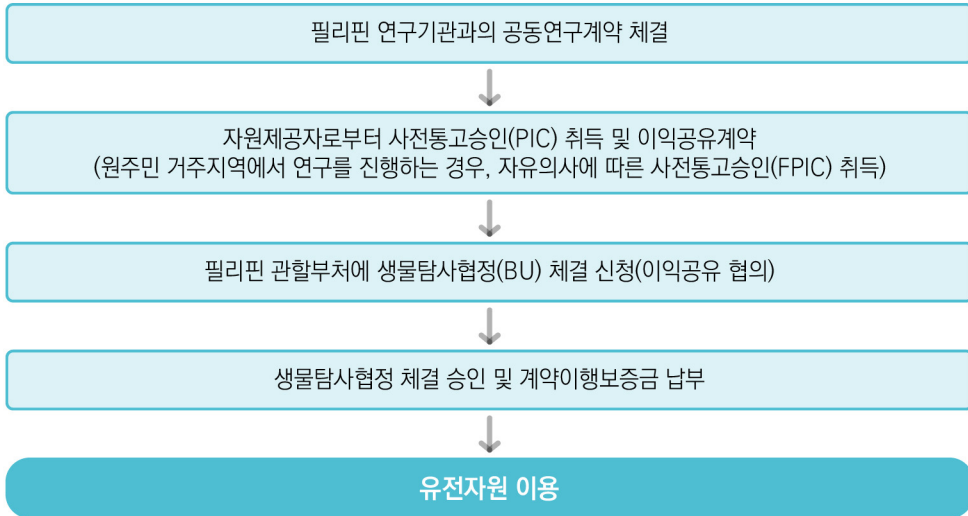 필리핀 연구기관과의 공동연구계약 체결
자원제공자로부터 사전통고승인(PIC) 취득 및 이익공유계약
(원주민 거주지역에서 연구를 진행하는 경우, 자유의사에 따른 사전통고승인(FPIC) 취득)
필리핀 관할부처에 생물탐사협정(BU) 체결 신청(이익공유 협의)
생물탐사협정 체결 승인 및 계약이행보증금 납부
유전자원 이용